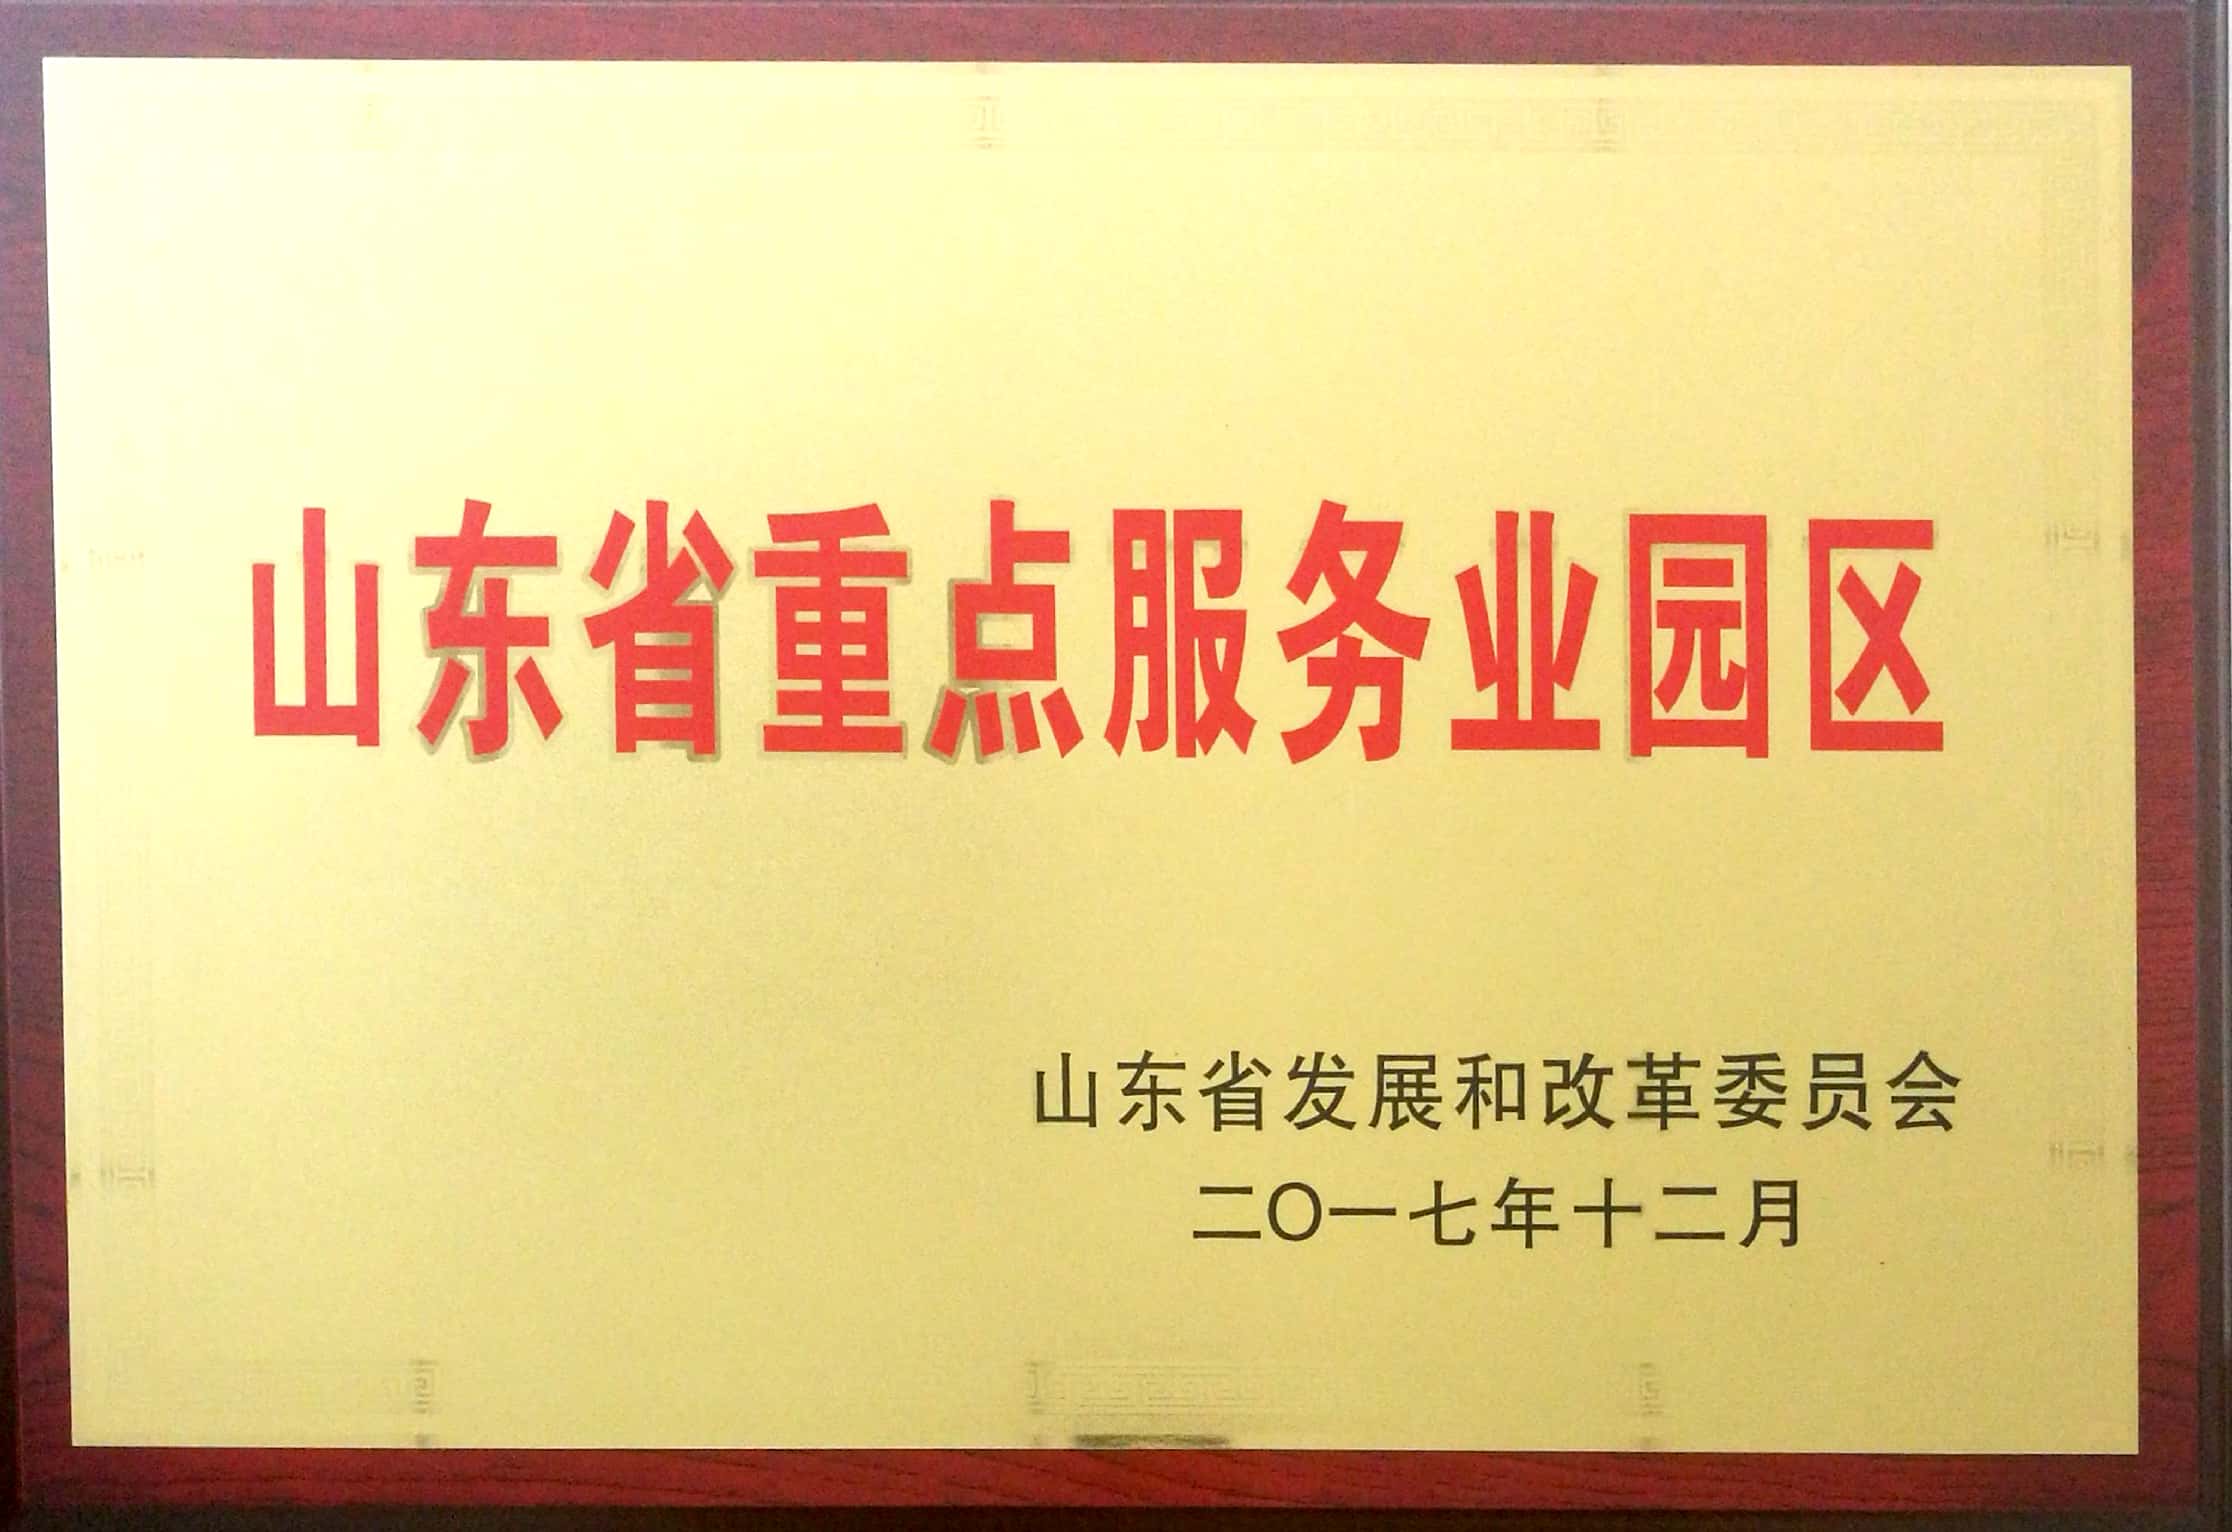 山东省重点服务业园区
山东省发展和改革委员会
二〇一七年十二月